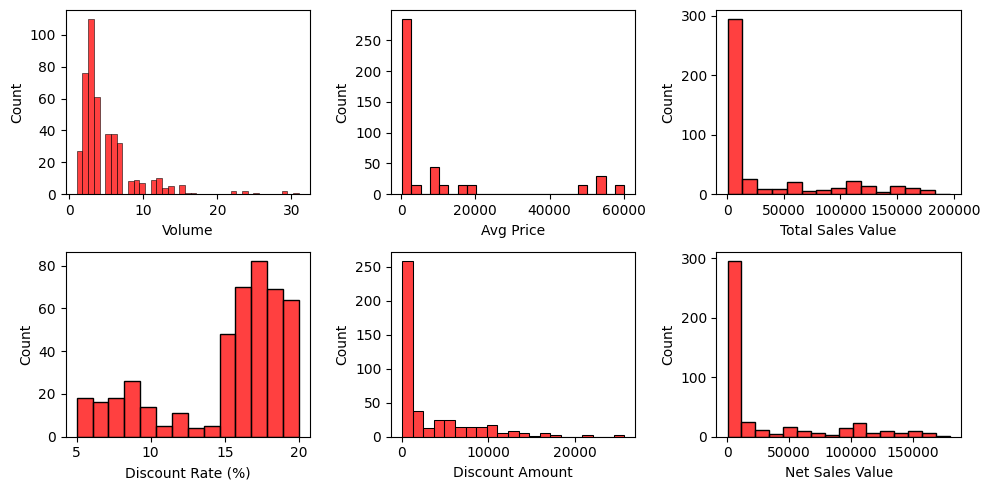 Count
100
80
60
40
20
0
0 10 20 30
Volume
Count
250
200
150
100
50
0
0 20000 40000 60000
Avg Price
Count
300
200
100
0
0 50000 100000 150000 200000
Total Sales Value
Count
80
60
40
20
0
5 10 15 20
Discount Rate (%)
Count
250
200
150
100
50
0
0 10000 20000
Discount Amount
Count
300
200
100
0
0 50000 100000 150000
Net Sales Value